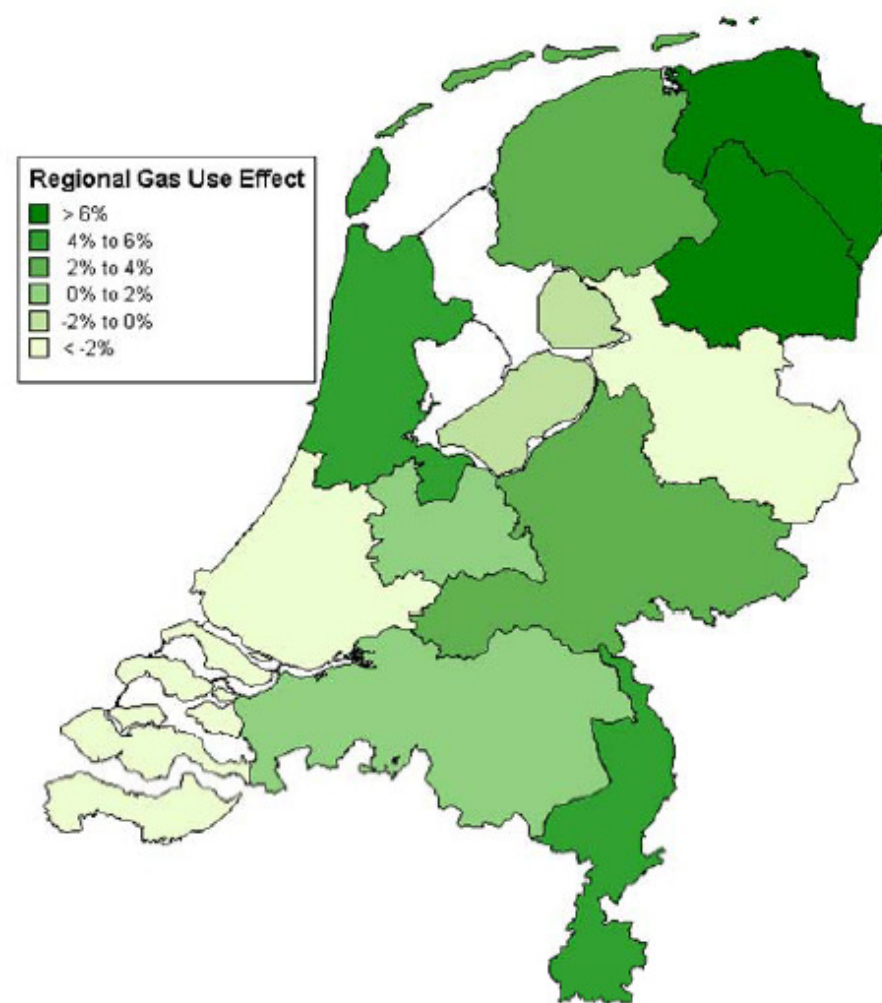 Regional Gas Use Effect
> 6%
4% to 6%
2% to 4%
0% to 2%
-2% to 0%
< -2%